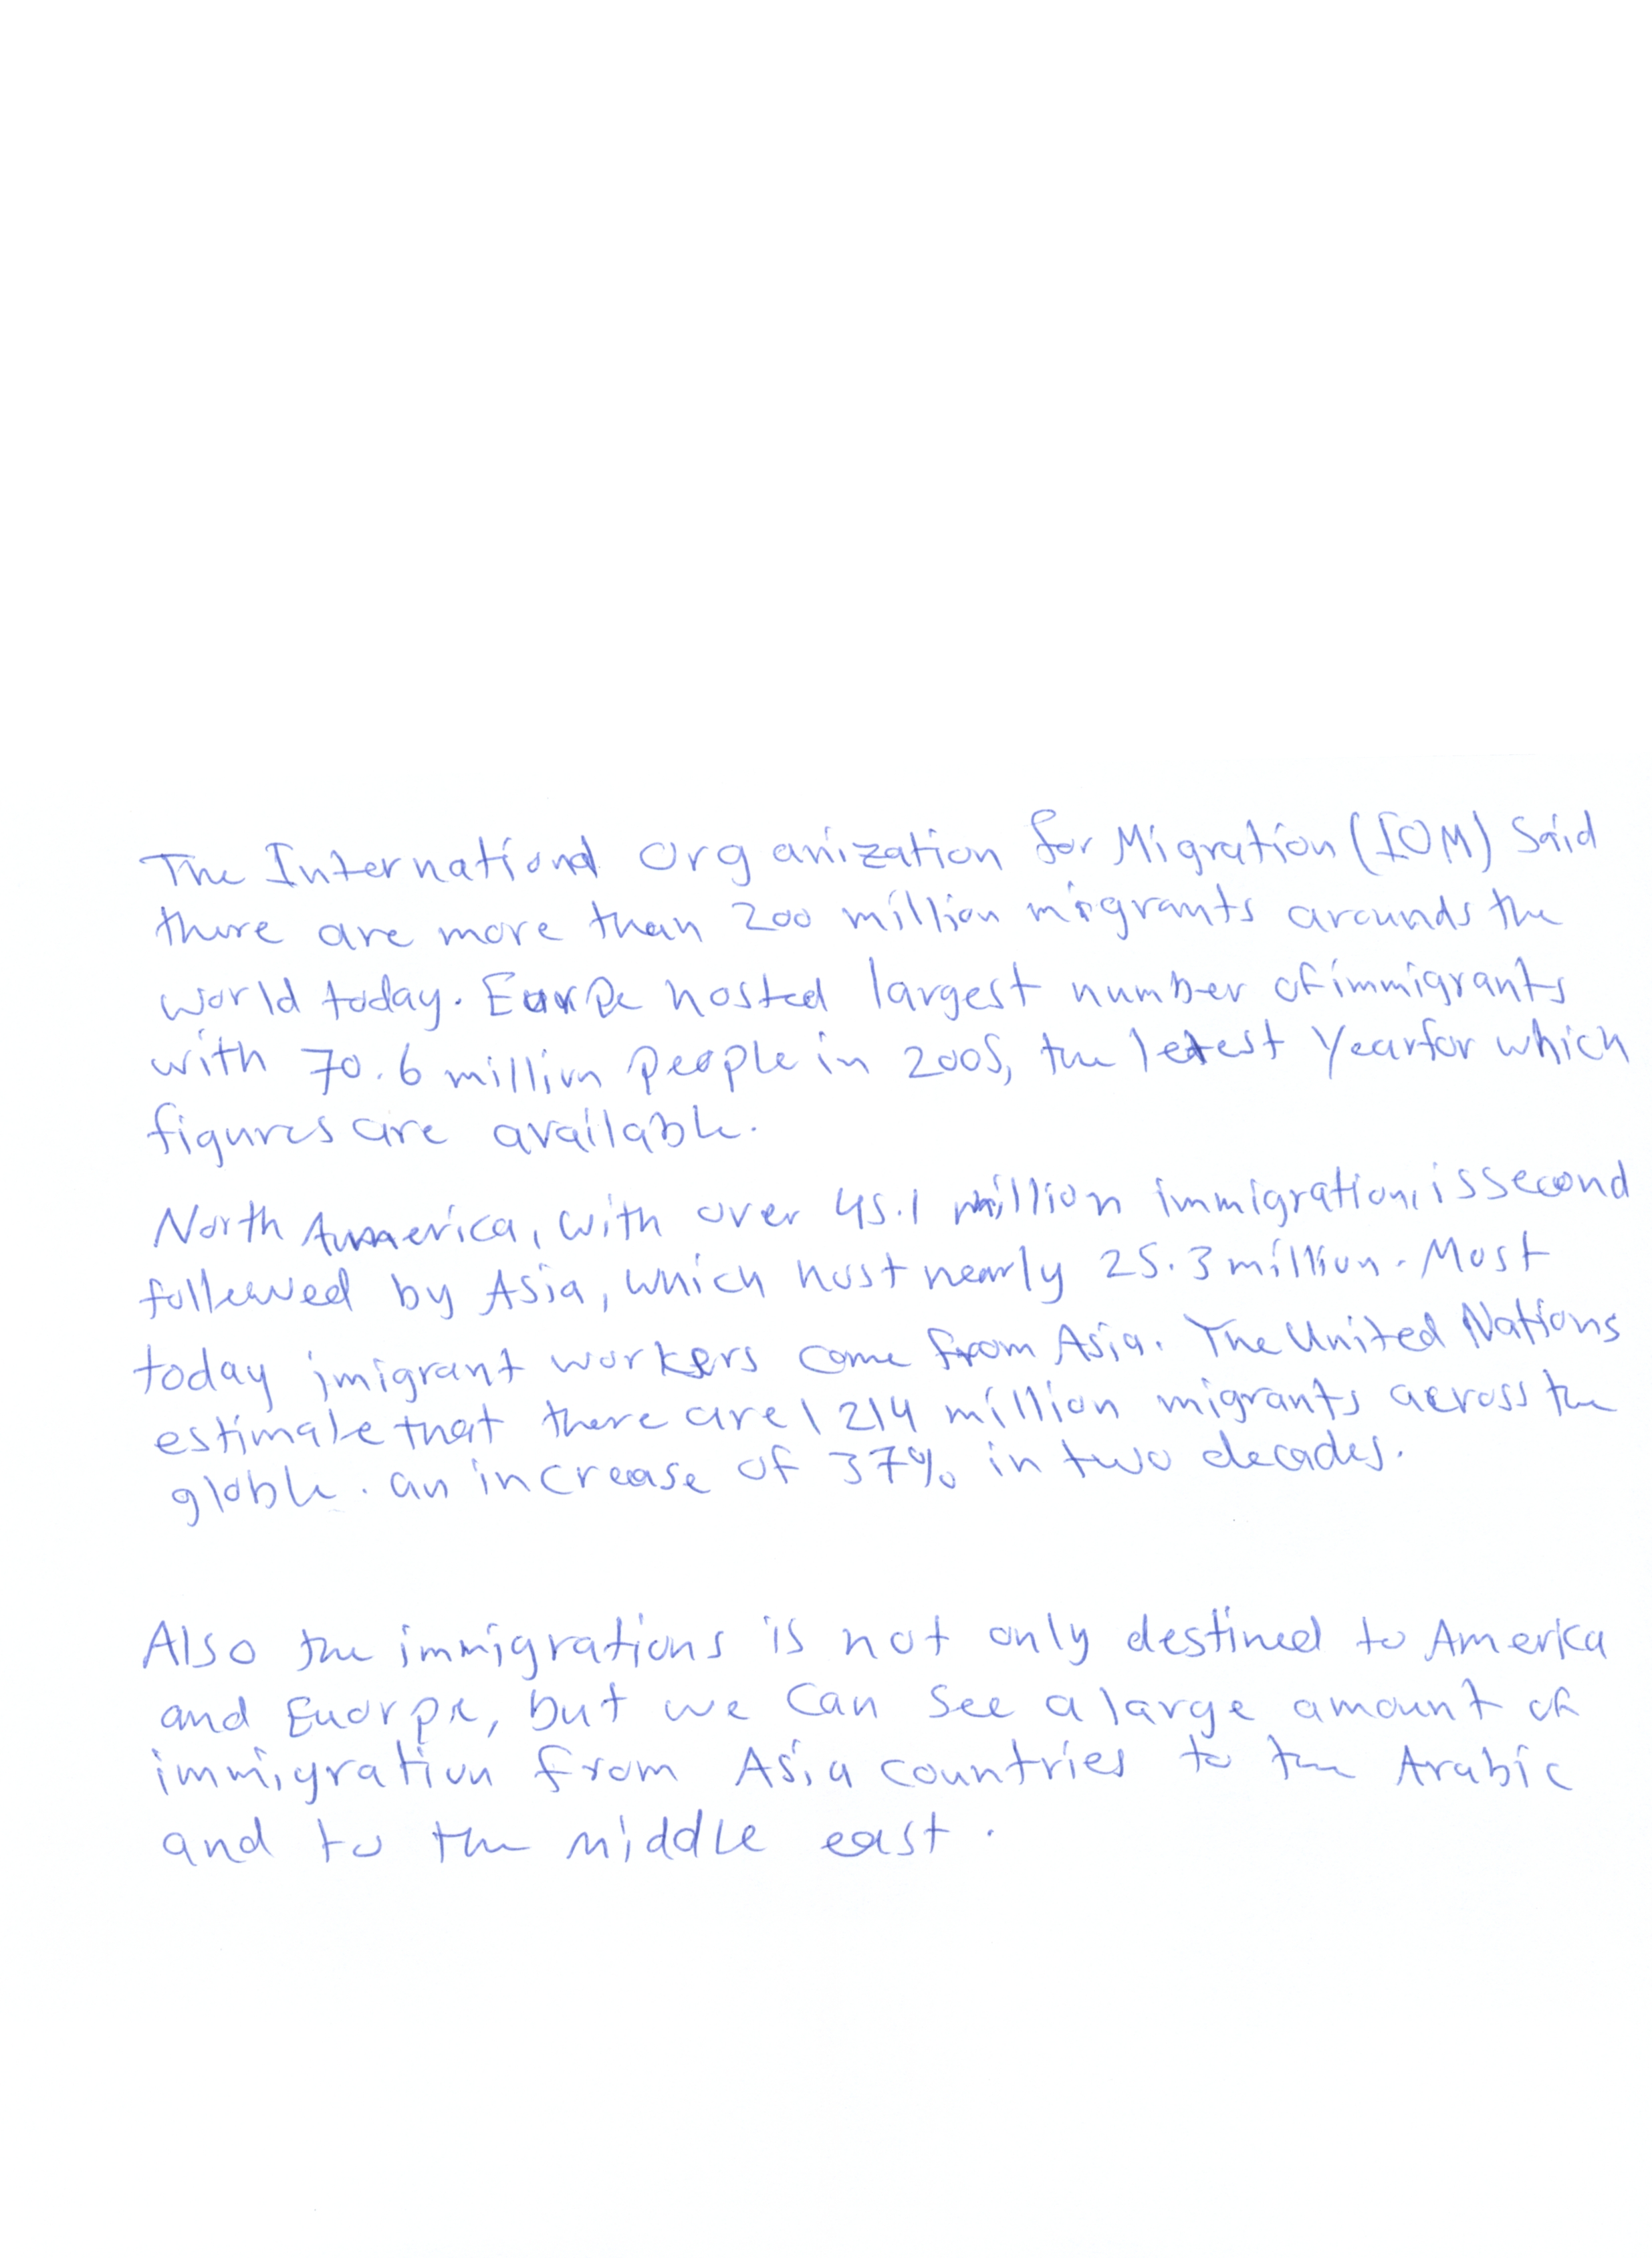 The International Organization for Migration (IOM) Said
there are more than 200 million migrants arounds the
world today. Eurpe hosted largest number of immigrants
with 70.6 million people in 2005, the letest year for which
figures are available.
North America, with over 45.1 million immigration, is second
followed by Asia, which host nearly 25.3 million. Most
today imigrant workers come from Asia. The United Nations
estimate that there are 214 million migrants across the
globle. an increase of 37% in two decades.
Also the immigrations is not only destined to America
and Euorpe, but we can see a large amount of
immigration from Asia countries to the Arabic
and to the middle east.